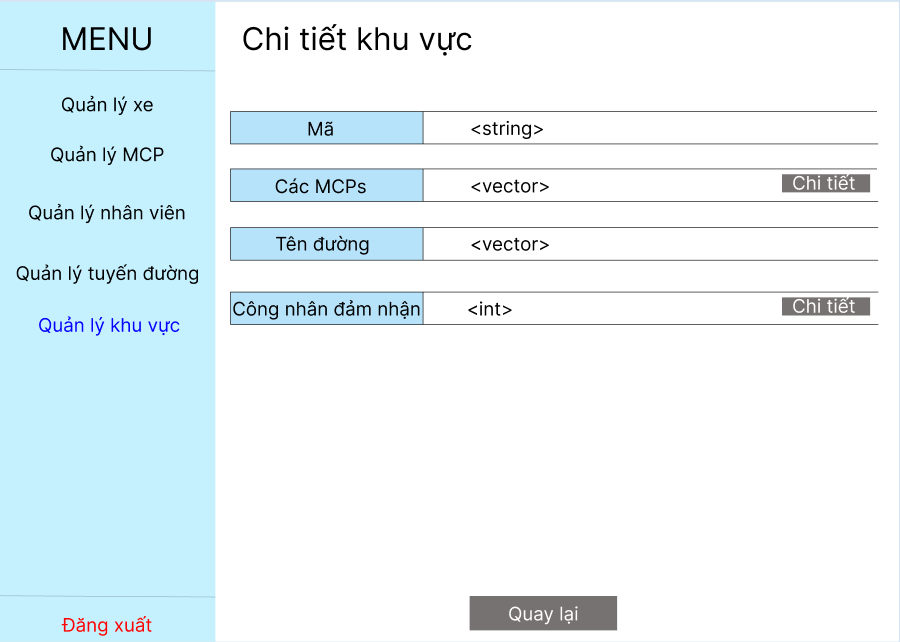 MENU
Quản lý xe
Quản lý MCP
Quản lý nhân viên
Quản lý tuyến đường
Quản lý khu vực
Đăng xuất
Chi tiết khu vực
Mã <string>
Các MCPs <vector> Chi tiết
Tên đường <vector>
Công nhân đảm nhận <int> Chi tiết
Quay lại